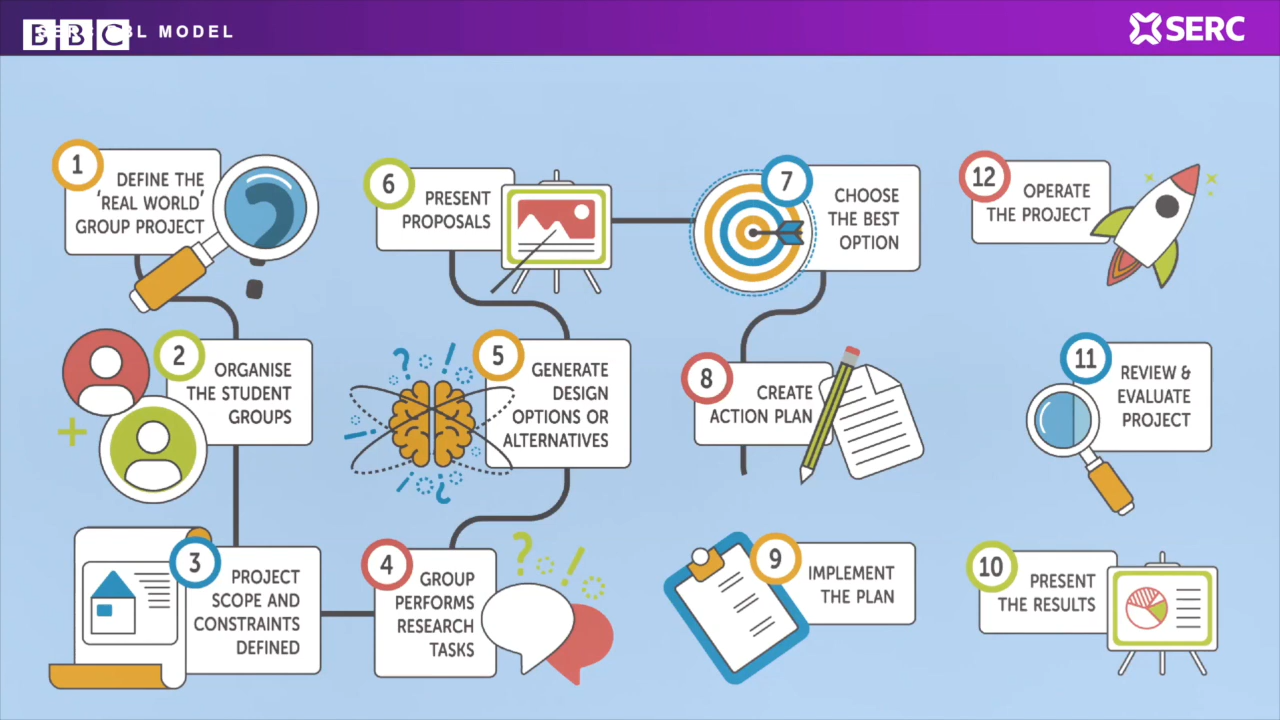 BBC
BL MODEL
SERC
1
DEFINE THE
'REAL WORLD'
GROUP PROJECT
2
ORGANISE
THE STUDENT
GROUPS
3
PROJECT
SCOPE AND
CONSTRAINTS
DEFINED
4
GROUP
PERFORMS
RESEARCH
TASKS
5
GENERATE
DESIGN
OPTIONS OR
ALTERNATIVES
6
PRESENT
PROPOSALS
7
CHOOSE
THE BEST
OPTION
8
CREATE
ACTION PLAN
9
IMPLEMENT
THE PLAN
10
PRESENT
THE RESULTS
11
REVIEW &
EVALUATE
PROJECT
12
OPERATE
THE PROJECT